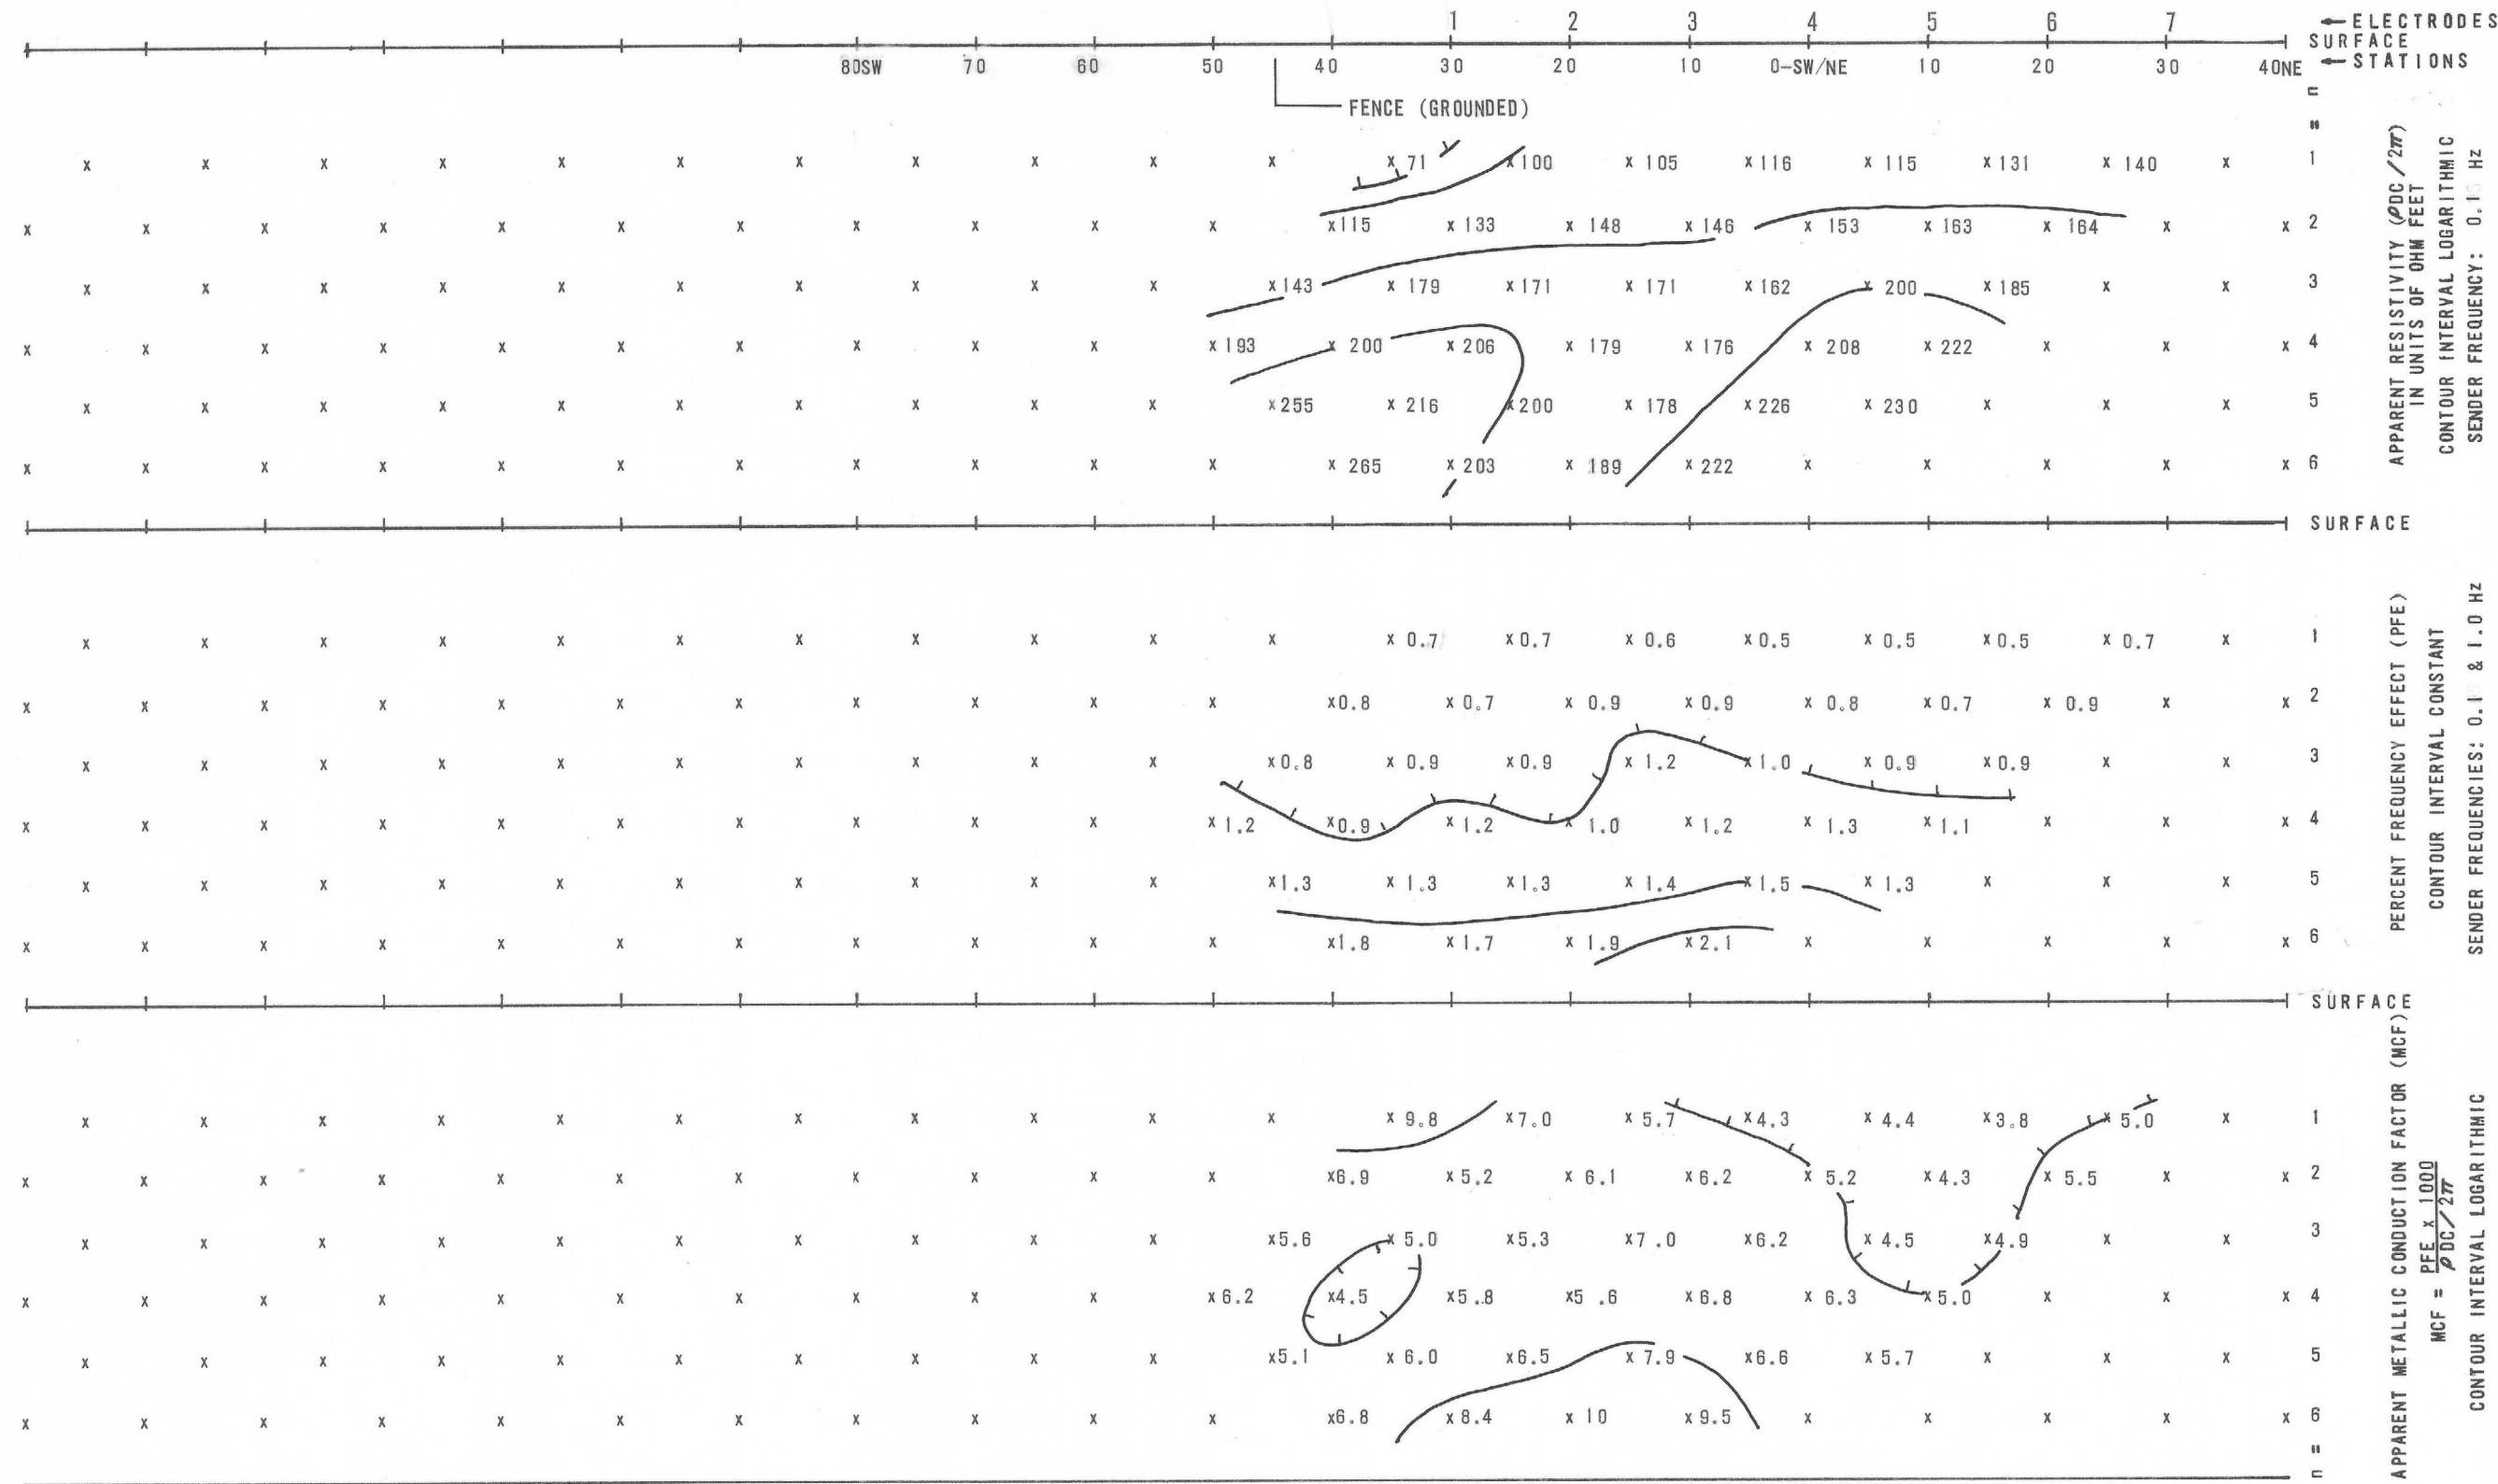 1 2 3 4 5 6 7 ←ELECTRODES
SURFACE
80SW 70 60 50 40 30 20 10 0-SW/NE 10 20 30 40NE ←STATIONS
FENCE (GROUNDED)
n
=
x x x x x x x x x x x x 71 x 100 x 105 x 116 x 115 x 131 x 140 x 1
x x x x x x x x x x x x 115 x 133 x 148 x 146 x 153 x 163 x 164 x x 2
x x x x x x x x x x x 143 x 179 x 171 x 171 x 162 x 200 x 185 x x 3
x x x x x x x x x x x 193 x 200 x 206 x 179 x 176 x 208 x 222 x x x 4
x x x x x x x x x x x 255 x 216 x 200 x 178 x 226 x 230 x x x 5
x x x x x x x x x x x x 265 x 203 x 189 x 222 x x x x x 6
APPARENT RESISTIVITY (ρDC/2π)
IN UNITS OF OHM FEET
CONTOUR INTERVAL LOGARITHMIC
SENDER FREQUENCY: 0.1 HZ
SURFACE
x x x x x x x x x x x x 0.7 x 0.7 x 0.6 x 0.5 x 0.5 x 0.5 x 0.7 x 1
x x x x x x x x x x x x 0.8 x 0.7 x 0.9 x 0.9 x 0.8 x 0.7 x 0.9 x x 2
x x x x x x x x x x x 0.8 x 0.9 x 0.9 x 1.2 x 1.0 x 0.9 x 0.9 x x 3
x x x x x x x x x x x 1.2 x 0.9 x 1.2 x 1.0 x 1.2 x 1.3 x 1.1 x x x 4
x x x x x x x x x x x 1.3 x 1.3 x 1.3 x 1.4 x 1.5 x 1.3 x x x 5
x x x x x x x x x x x x 1.8 x 1.7 x 1.9 x 2.1 x x x x x 6
PERCENT FREQUENCY EFFECT (PFE)
CONTOUR INTERVAL CONSTANT
SENDER FREQUENCIES: 0.1 & 1.0 HZ
SURFACE
x x x x x x x x x x x x 9.8 x 7.0 x 5.7 x 4.3 x 4.4 x 3.8 x 5.0 x 1
x x x x x x x x x x x x 6.9 x 5.2 x 6.1 x 6.2 x 5.2 x 4.3 x 5.5 x x 2
x x x x x x x x x x x 5.6 x 5.0 x 5.3 x 7.0 x 6.2 x 4.5 x 4.9 x x 3
x x x x x x x x x x x 6.2 x 4.5 x 5.8 x 5.6 x 6.8 x 6.3 x 5.0 x x x 4
x x x x x x x x x x x 5.1 x 6.0 x 6.5 x 7.9 x 6.6 x 5.7 x x x 5
x x x x x x x x x x x x 6.8 x 8.4 x 10 x 9.5 x x x x x 6
=
n
APPARENT METALLIC CONDUCTION FACTOR (MCF)
MCF = PFE x 1000
ρDC/2π
CONTOUR INTERVAL LOGARITHMIC